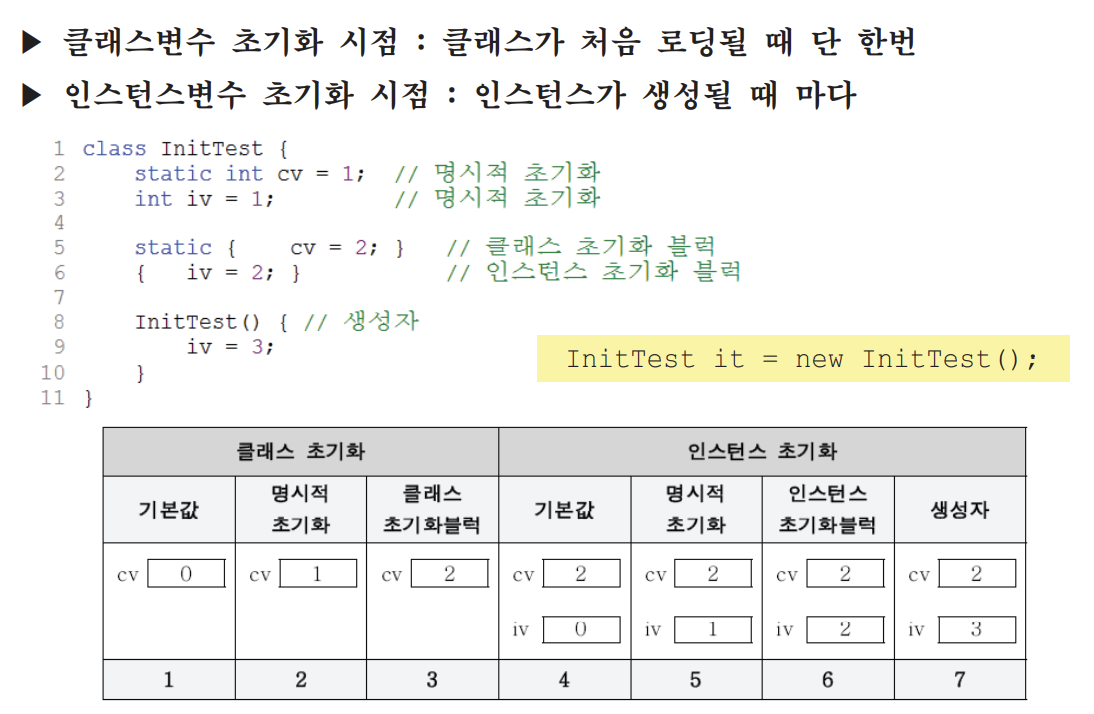 ▶ 클래스변수 초기화 시점 : 클래스가 처음 로딩될 때 단 한번
▶ 인스턴스변수 초기화 시점 : 인스턴스가 생성될 때 마다
1 class InitTest {
2     static int cv = 1;  // 명시적 초기화
3     int iv = 1;         // 명시적 초기화
4
5     static {    cv = 2; }   // 클래스 초기화 블럭
6     {   iv = 2; }           // 인스턴스 초기화 블럭
7
8     InitTest() { // 생성자
9         iv = 3;
10     }
11 }
InitTest it = new InitTest();
클래스 초기화 인스턴스 초기화
기본값 명시적 초기화 클래스 초기화블럭 기본값 명시적 초기화 인스턴스 초기화블럭 생성자
cv 0 cv 1 cv 2 cv 2 cv 2 cv 2 cv 2
iv 0 iv 1 iv 2 iv 3
1 2 3 4 5 6 7